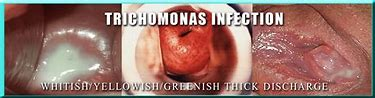 TRICHOMONAS INFECTION
WHITISH/YELLOWISH/GREENISH THICK DISCHARGE